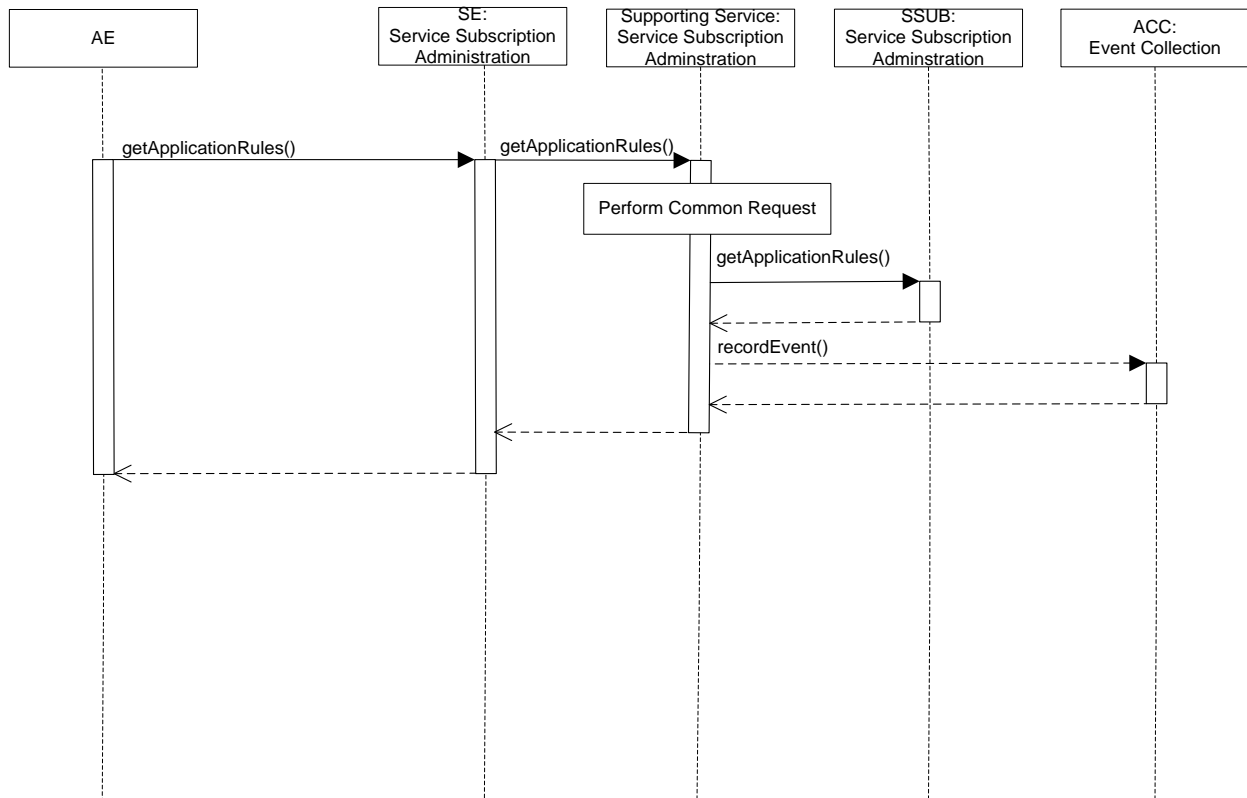 AE
SE:
Service Subscription
Administration
Supporting Service:
Service Subscription
Adminstration
SSUB:
Service Subscription
Adminstration
ACC:
Event Collection
getApplicationRules()
getApplicationRules()
Perform Common Request
getApplicationRules()
recordEvent()